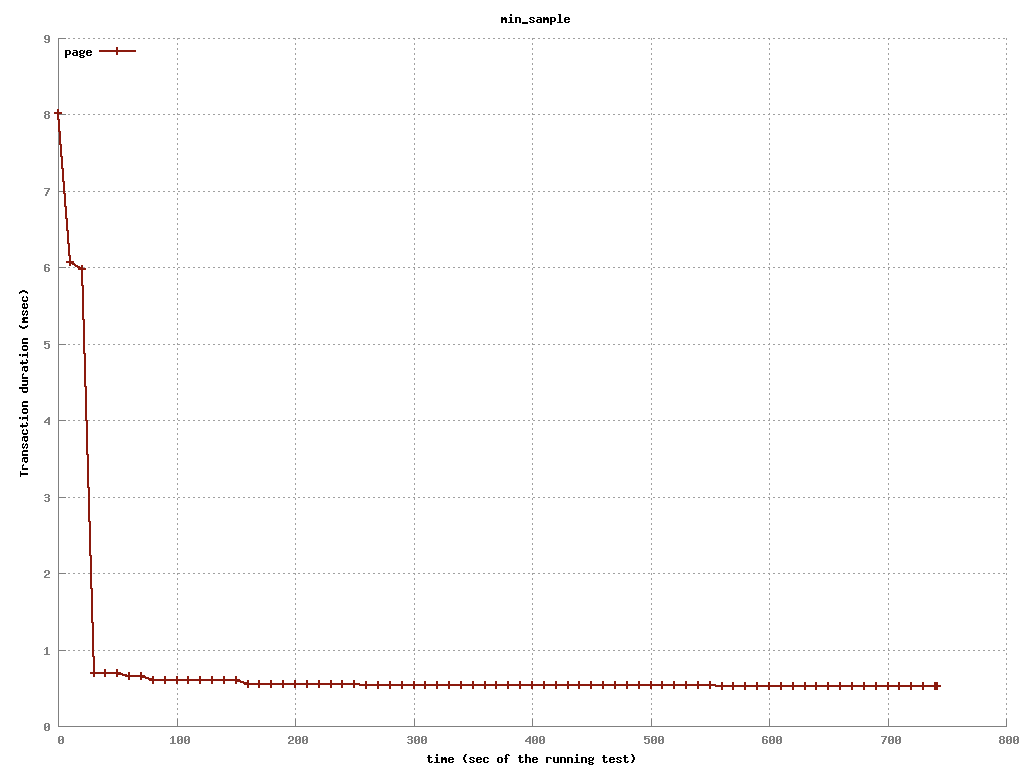 min_sample
page
9
8
7
6
5
4
3
2
1
0
Transaction duration (msec)
0 100 200 300 400 500 600 700 800
time (sec of the running test)